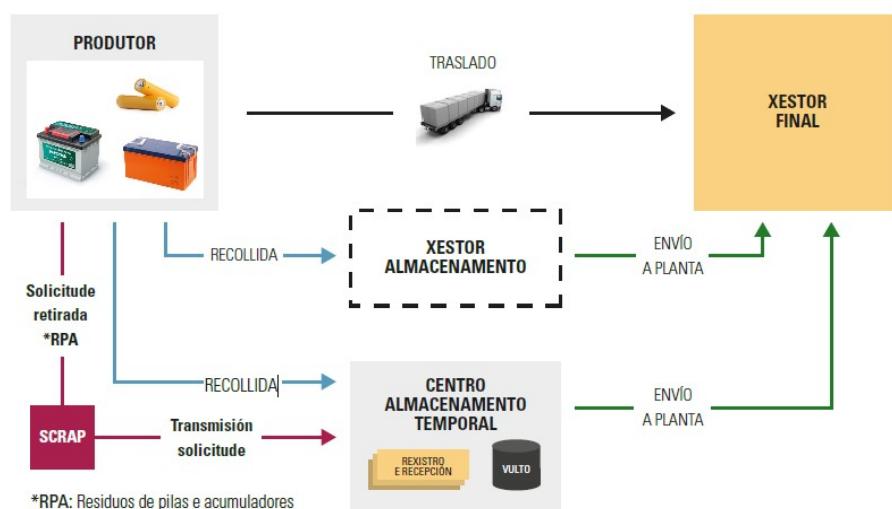 PRODUTOR
TRASLADO
XESTOR
FINAL
RECOLLIDA
XESTOR
ALMACENAMENTO
ENVÍO
A PLANTA
Solicitude
retirada
*RPA
RECOLLIDA
CENTRO
ALMACENAMENTO
TEMPORAL
ENVÍO
A PLANTA
SCRAP
Transmisión
solicitude
REXISTRO
E RECEPCIÓN
VULTO
*RPA: Residuos de pilas e acumuladores